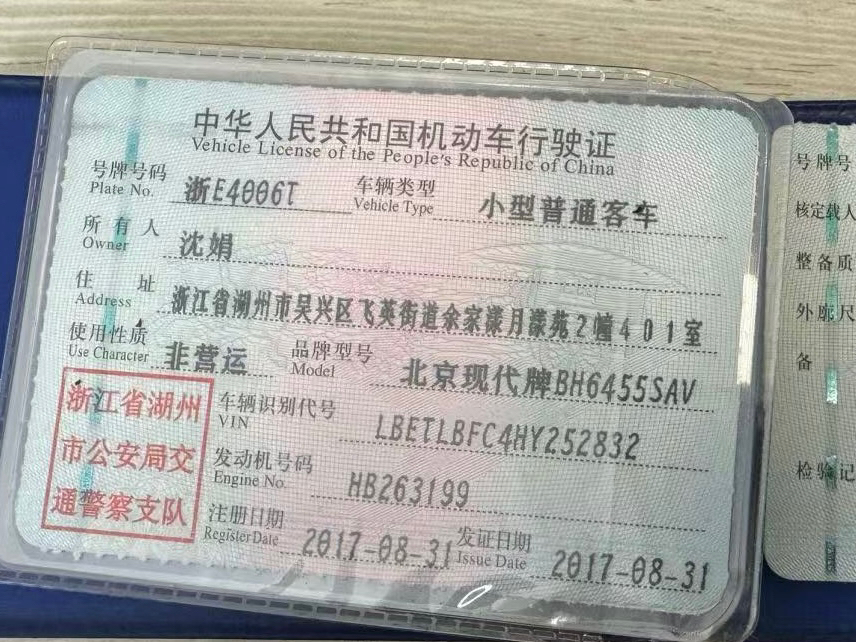 中华人民共和国机动车行驶证
Vehicle License of the People's Republic of China
号牌号码 浙E4006T 车辆类型 小型普通客车
Plate No. Vehicle Type
所有人 沈娟
Owner
住址 浙江省湖州市吴兴区飞英街道余家漾月漾苑2幢401室
Address
使用性质 非营运 品牌型号 北京现代牌BH6455SAV
Use Character Model
浙江省湖州
市公安局交
通警察支队
车辆识别代号 LBETLBFC4HY252832
VIN
发动机号码 HB263199
Engine No.
注册日期 2017-08-31 发证日期 2017-08-31
Register Date Issue Date
号牌号
核定载人
整备质
外廓尺
备
检验记